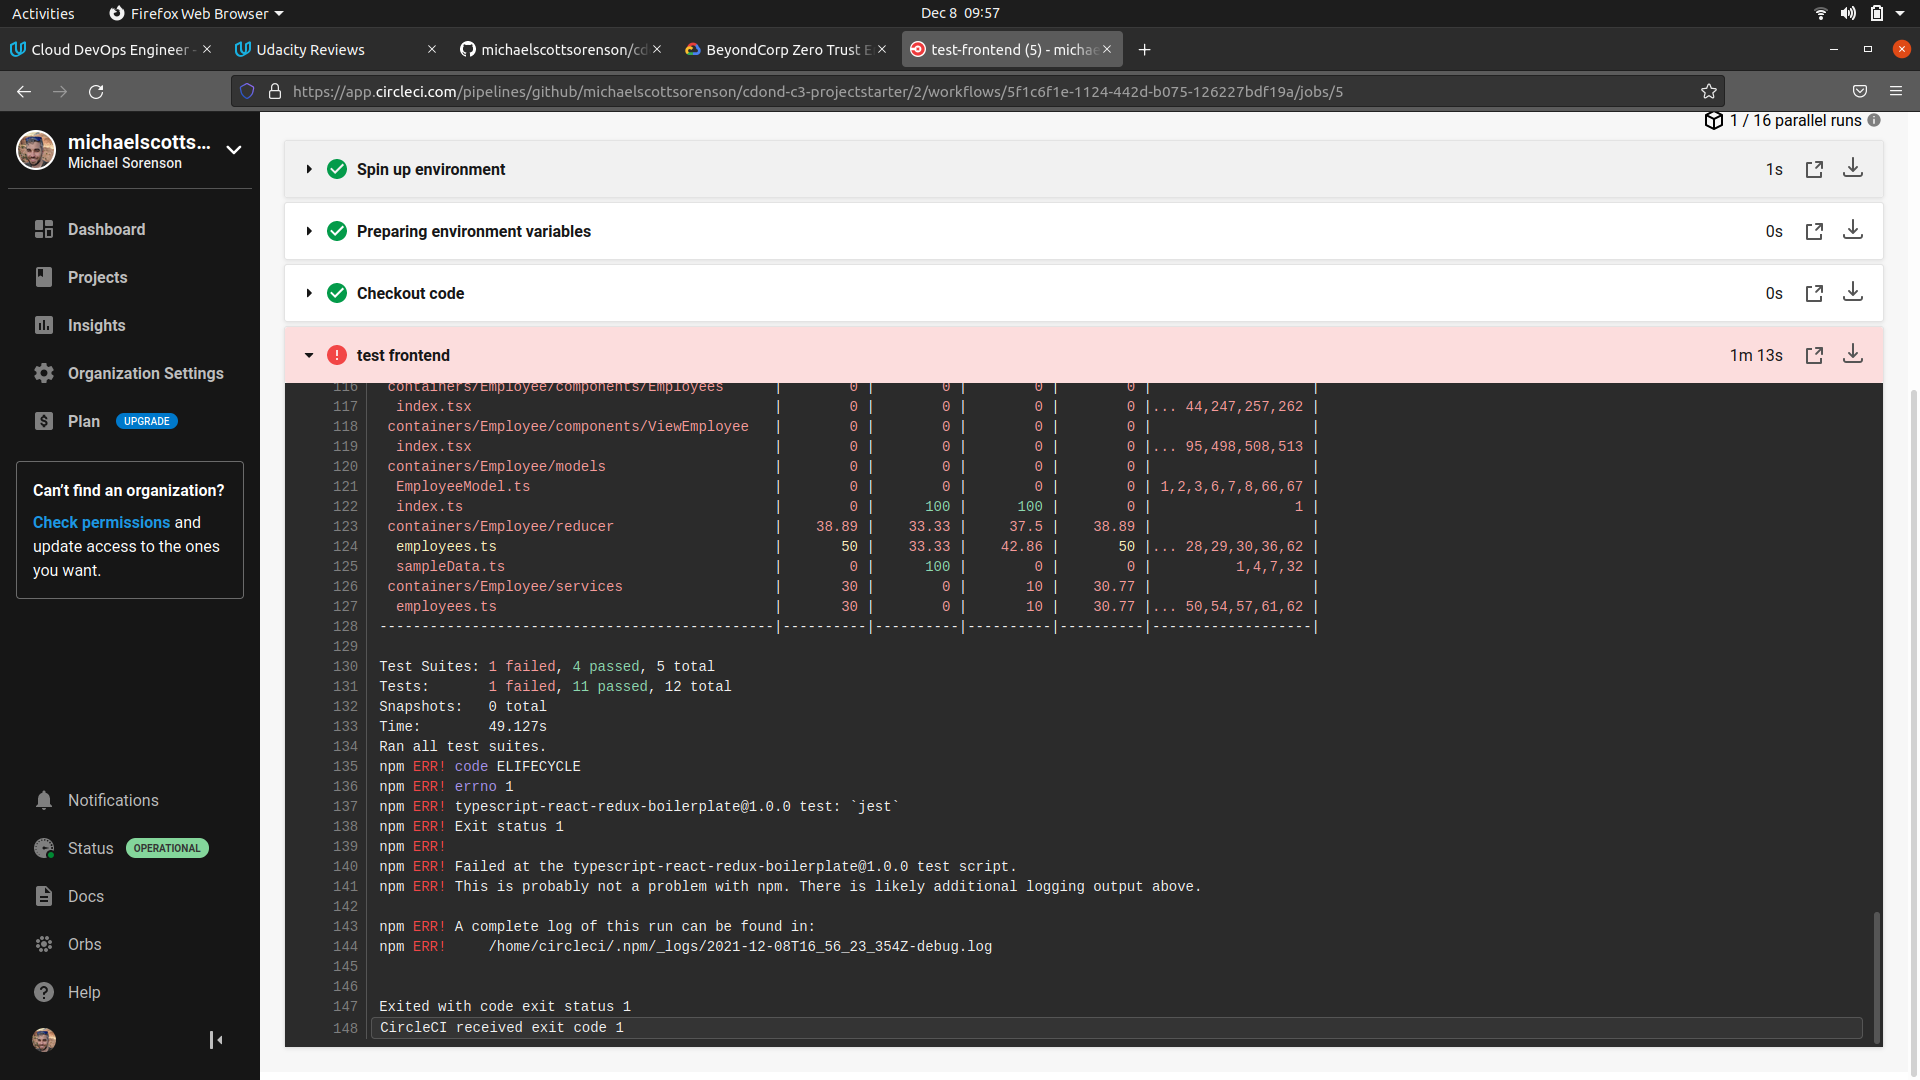 Activities Firefox Web Browser Dec 8 09:57
Cloud DevOps Engineer - Udacity Reviews michaelscottsorenson/cd BeyondCorp Zero Trust E test-frontend (5) - michae
https://app.circleci.com/pipelines/github/michaelscottsorenson/cdond-c3-projectstarter/2/workflows/5f1c6f1e-1124-442d-b075-126227bdf19a/jobs/5
michaelscotts...
Michael Sorenson
Dashboard
Projects
Insights
Organization Settings
Plan UPGRADE
Can't find an organization?
Check permissions and
update access to the ones
you want.
Notifications
Status OPERATIONAL
Docs
Orbs
Help
1 / 16 parallel runs
Spin up environment 1s
Preparing environment variables 0s
Checkout code 0s
test frontend 1m 13s
116 containers/Employee/components/Employees | 0 | 0 | 0 | 0 | |
117 index.tsx | 0 | 0 | 0 | 0 |... 44,247,257,262 |
118 containers/Employee/components/ViewEmployee | 0 | 0 | 0 | 0 | |
119 index.tsx | 0 | 0 | 0 | 0 |... 95,498,508,513 |
120 containers/Employee/models | 0 | 0 | 0 | 0 | |
121 EmployeeModel.ts | 0 | 0 | 0 | 0 | 1,2,3,6,7,8,66,67 |
122 index.ts | 0 | 100 | 100 | 0 | 1 |
123 containers/Employee/reducer | 38.89 | 33.33 | 37.5 | 38.89 | |
124 employees.ts | 50 | 33.33 | 42.86 | 50 |... 28,29,30,36,62 |
125 sampleData.ts | 0 | 100 | 0 | 0 | 1,4,7,32 |
126 containers/Employee/services | 30 | 0 | 10 | 30.77 | |
127 employees.ts | 30 | 0 | 10 | 30.77 |... 50,54,57,61,62 |
128 -----------------------------------------------|----------|----------|----------|----------|-------------------|
129
130 Test Suites: 1 failed, 4 passed, 5 total
131 Tests: 1 failed, 11 passed, 12 total
132 Snapshots: 0 total
133 Time: 49.127s
134 Ran all test suites.
135 npm ERR! code ELIFECYCLE
136 npm ERR! errno 1
137 npm ERR! typescript-react-redux-boilerplate@1.0.0 test: `jest`
138 npm ERR! Exit status 1
139 npm ERR!
140 npm ERR! Failed at the typescript-react-redux-boilerplate@1.0.0 test script.
141 npm ERR! This is probably not a problem with npm. There is likely additional logging output above.
142
143 npm ERR! A complete log of this run can be found in:
144 npm ERR! /home/circleci/.npm/_logs/2021-12-08T16_56_23_354Z-debug.log
145
146
147 Exited with code exit status 1
148 CircleCI received exit code 1